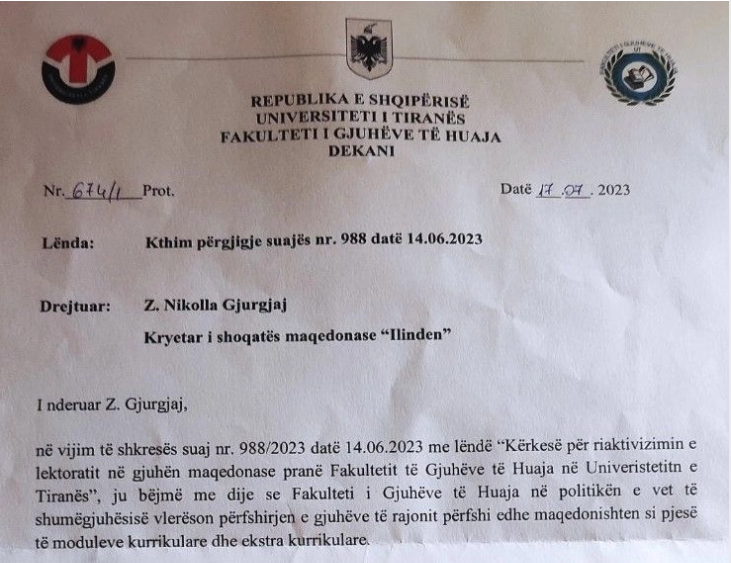 REPUBLIKA E SHQIPËRISË
UNIVERSITETI I TIRANËS
FAKULTETI I GJUHËVE TË HUAJA
DEKANI
Nr. 674/1 Prot.
Datë 17.07.2023
Lënda: Kthim përgjigje suajës nr. 988 datë 14.06.2023
Drejtuar: Z. Nikolla Gjurgjaj
Kryetar i shoqatës maqedonase “Ilinden”
I nderuar Z. Gjurgjaj,
në vijim të shkresës suaj nr. 988/2023 datë 14.06.2023 me lëndë “Kërkesë për riaktivizimin e
lektoratit në gjuhën maqedonase pranë Fakultetit të Gjuhëve të Huaja në Univeristetitn e
Tiranës”, ju bëjmë me dije se Fakulteti i Gjuhëve të Huaja në politikën e vet të
shumëgjuhësisë vlerëson përfshirjen e gjuhëve të rajonit përfshi edhe maqedonishten si pjesë
të moduleve kurrikulare dhe ekstra kurrikulare.